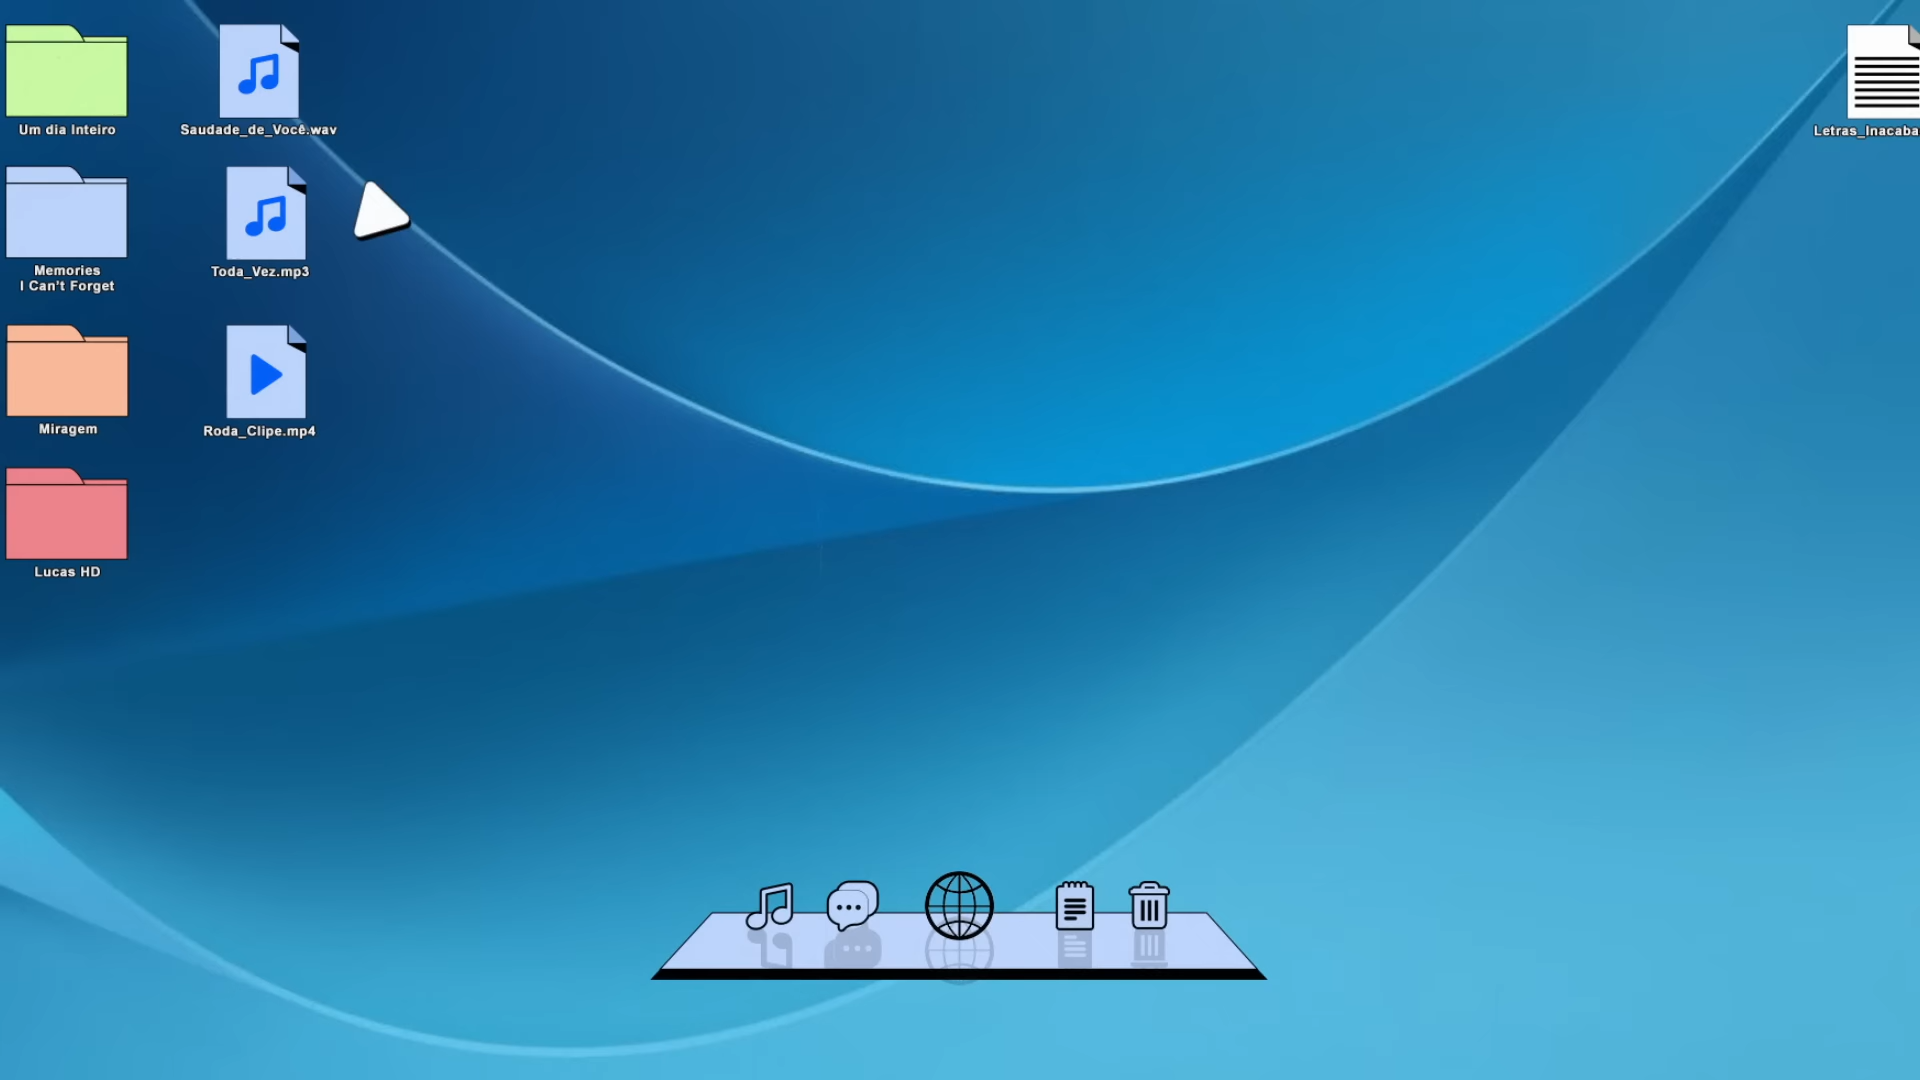 Um dia Inteiro
Saudade_de_Você.wav
Letras_Inacaba
Memories
I Can't Forget
Toda_Vez.mp3
Miragem
Roda_Clipe.mp4
Lucas HD